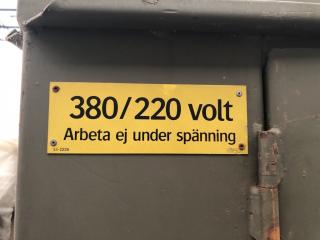 380/220 volt
Arbeta ej under spänning